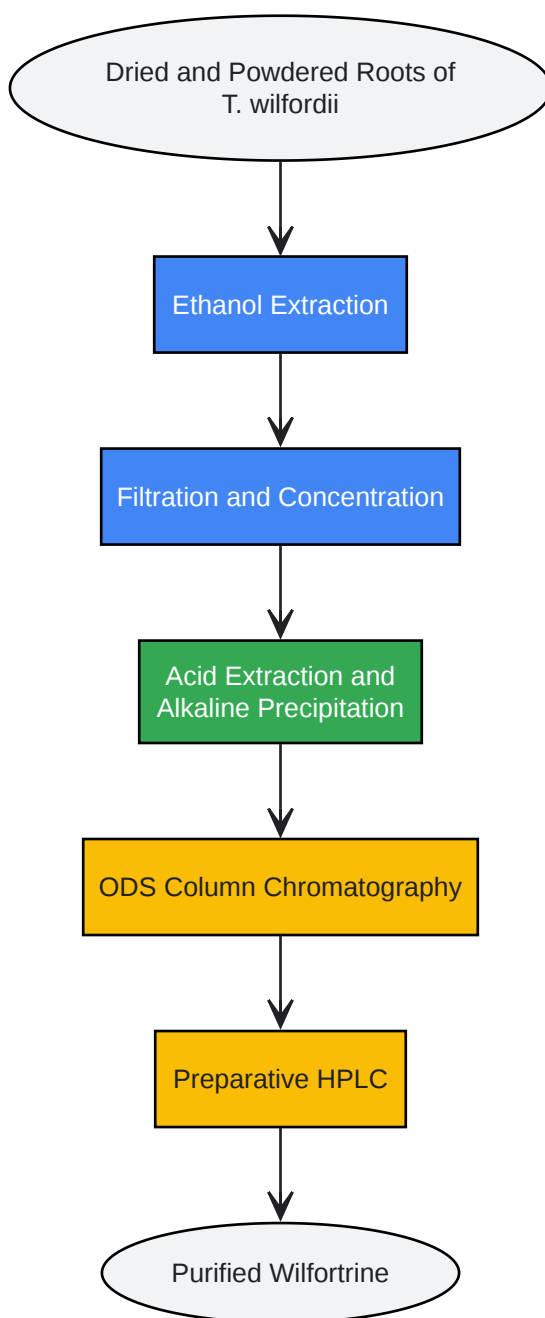 Dried and Powdered Roots of
T. wilfordii
Ethanol Extraction
Filtration and Concentration
Acid Extraction and
Alkaline Precipitation
ODS Column Chromatography
Preparative HPLC
Purified Wilfortrine